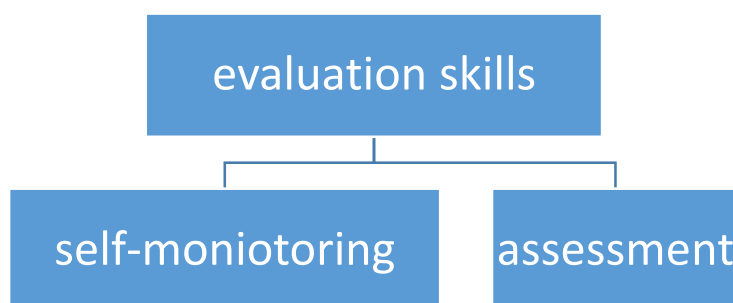 evaluation skills
self-moniotoring
assessment